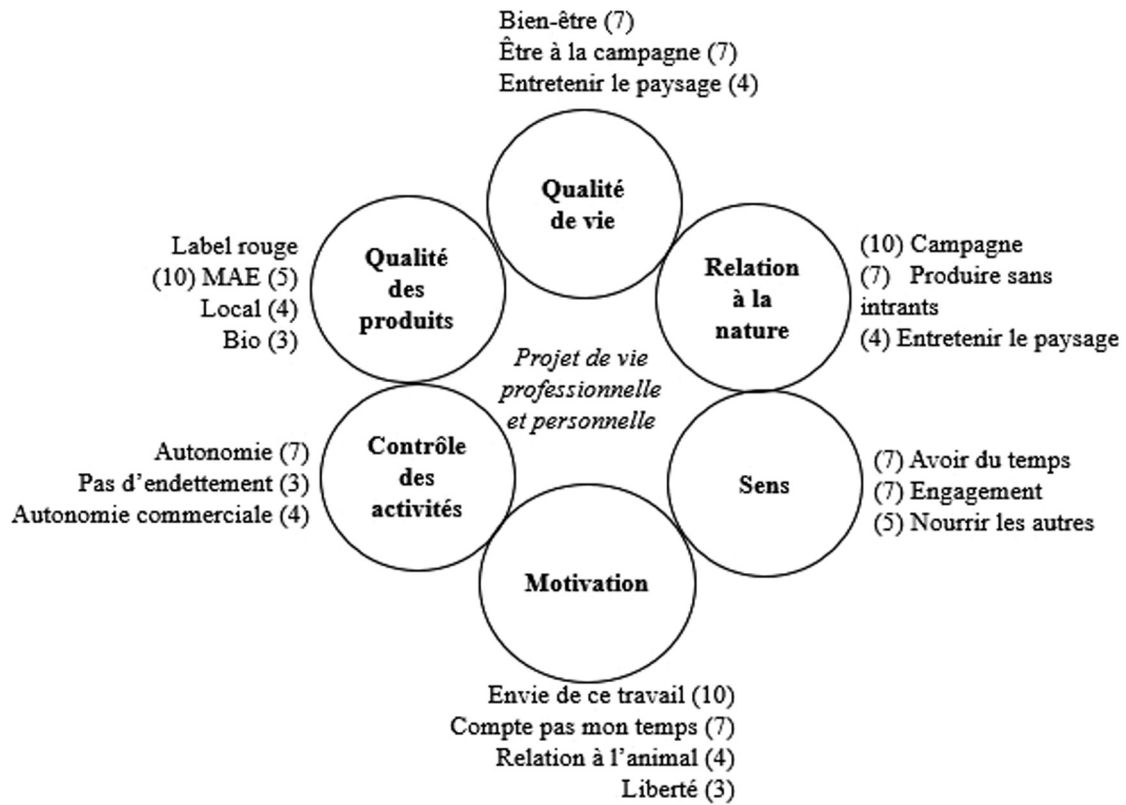 Bien-être (7)
Être à la campagne (7)
Entretenir le paysage (4)
Qualité
de vie
Label rouge
(10) MAE (5)
Local (4)
Bio (3)
Qualité
des
produits
Relation
à la
nature
(10) Campagne
(7) Produire sans
intrants
(4) Entretenir le paysage
Projet de vie
professionnelle
et personnelle
Autonomie (7)
Pas d’endettement (3)
Autonomie commerciale (4)
Contrôle
des
activités
Sens
(7) Avoir du temps
(7) Engagement
(5) Nourrir les autres
Motivation
Envie de ce travail (10)
Compte pas mon temps (7)
Relation à l’animal (4)
Liberté (3)